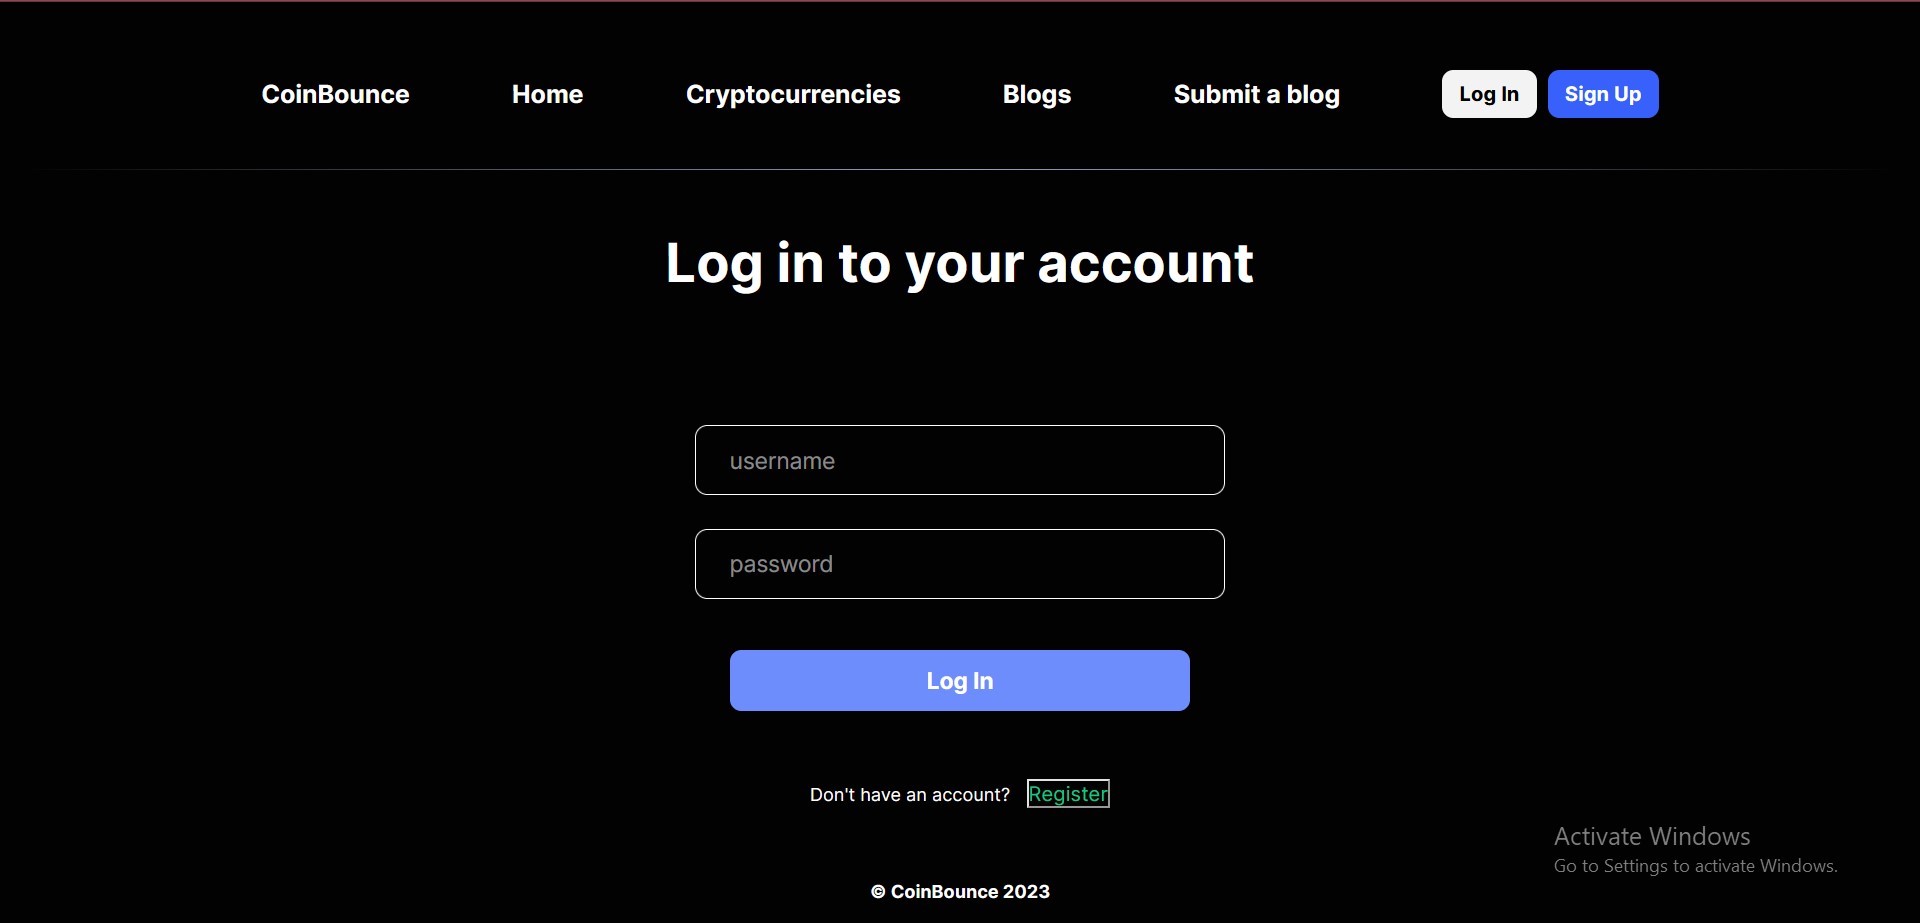 CoinBounce Home Cryptocurrencies Blogs Submit a blog Log In Sign Up
Log in to your account
username
password
Log In
Don't have an account? Register
Activate Windows
Go to Settings to activate Windows.
© CoinBounce 2023